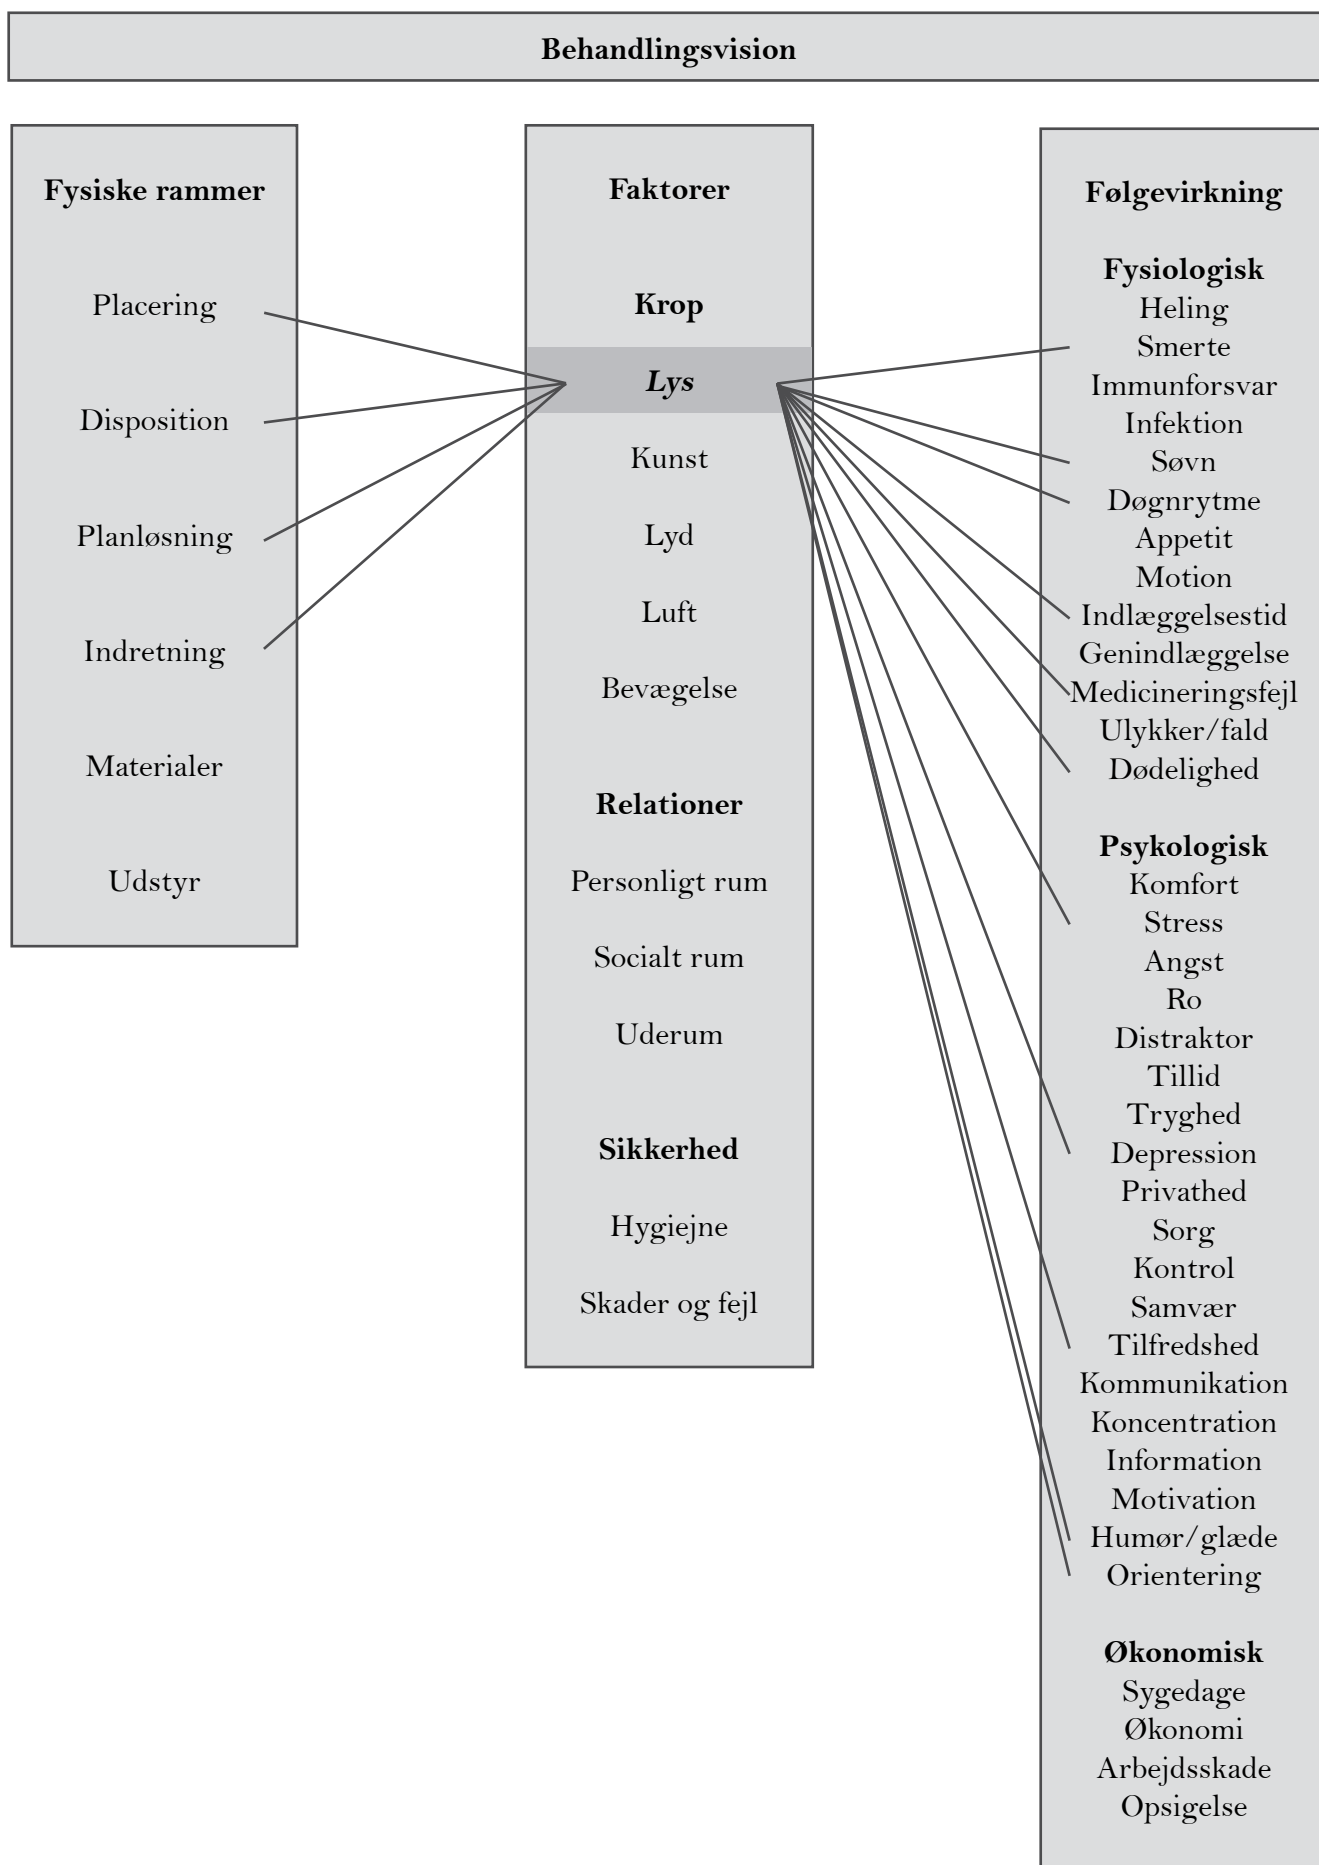 Behandlingsvision
Fysiske rammer
Placering
Disposition
Planløsning
Indretning
Materialer
Udstyr
Faktorer
Krop
Lys
Kunst
Lyd
Luft
Bevægelse
Relationer
Personligt rum
Socialt rum
Uderum
Sikkerhed
Hygiejne
Skader og fejl
Følgevirkning
Fysiologisk
Heling
Smerte
Immunforsvar
Infektion
Søvn
Døgnrytme
Appetit
Motion
Indlæggelsestid
Genindlæggelse
Medicineringsfejl
Ulykker/fald
Dødelighed
Psykologisk
Komfort
Stress
Angst
Ro
Distraktor
Tillid
Tryghed
Depression
Privathed
Sorg
Kontrol
Samvær
Tilfredshed
Kommunikation
Koncentration
Information
Motivation
Humør/glæde
Orientering
Økonomisk
Sygedage
Økonomi
Arbejdsskade
Opsigelse